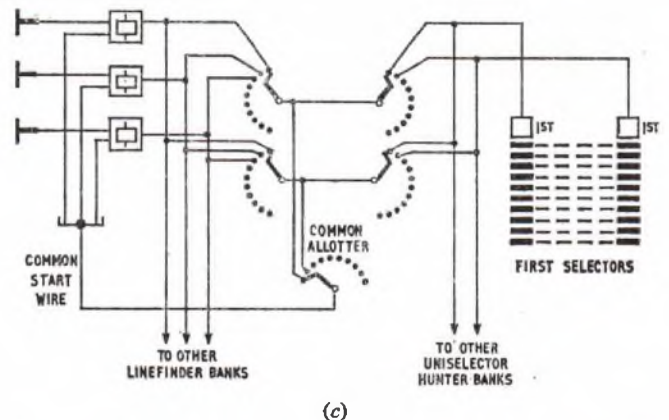 1ST
1ST
COMMON
ALLOTTER
COMMON
START
WIRE
FIRST SELECTORS
TO OTHER
LINEFINDER BANKS
TO OTHER
UNISELECTOR
HUNTER BANKS
(c)